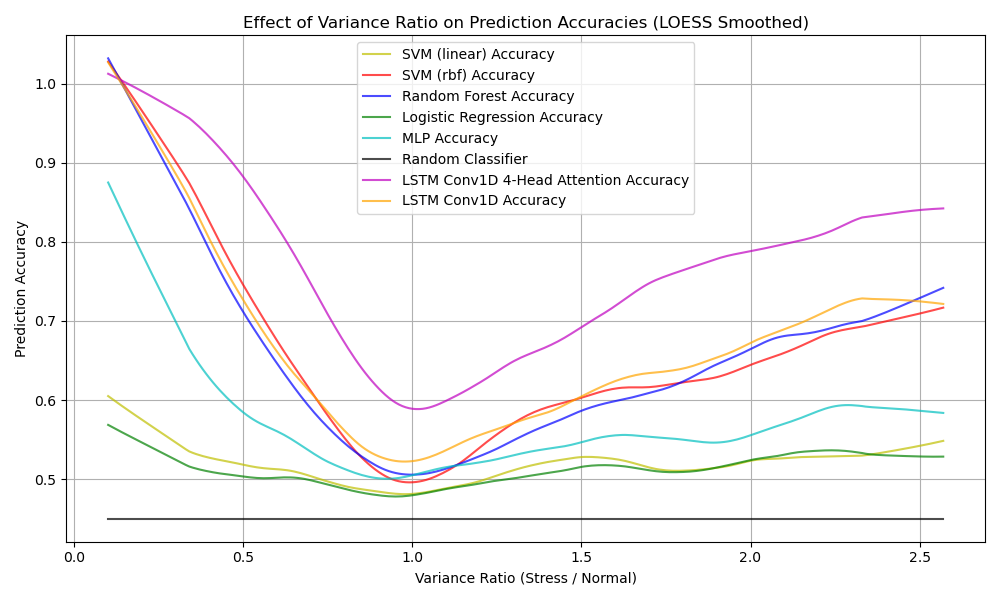 Effect of Variance Ratio on Prediction Accuracies (LOESS Smoothed)
SVM (linear) Accuracy
SVM (rbf) Accuracy
Random Forest Accuracy
Logistic Regression Accuracy
MLP Accuracy
Random Classifier
LSTM Conv1D 4-Head Attention Accuracy
LSTM Conv1D Accuracy
Prediction Accuracy
1.0
0.9
0.8
0.7
0.6
0.5
0.0 0.5 1.0 1.5 2.0 2.5
Variance Ratio (Stress / Normal)